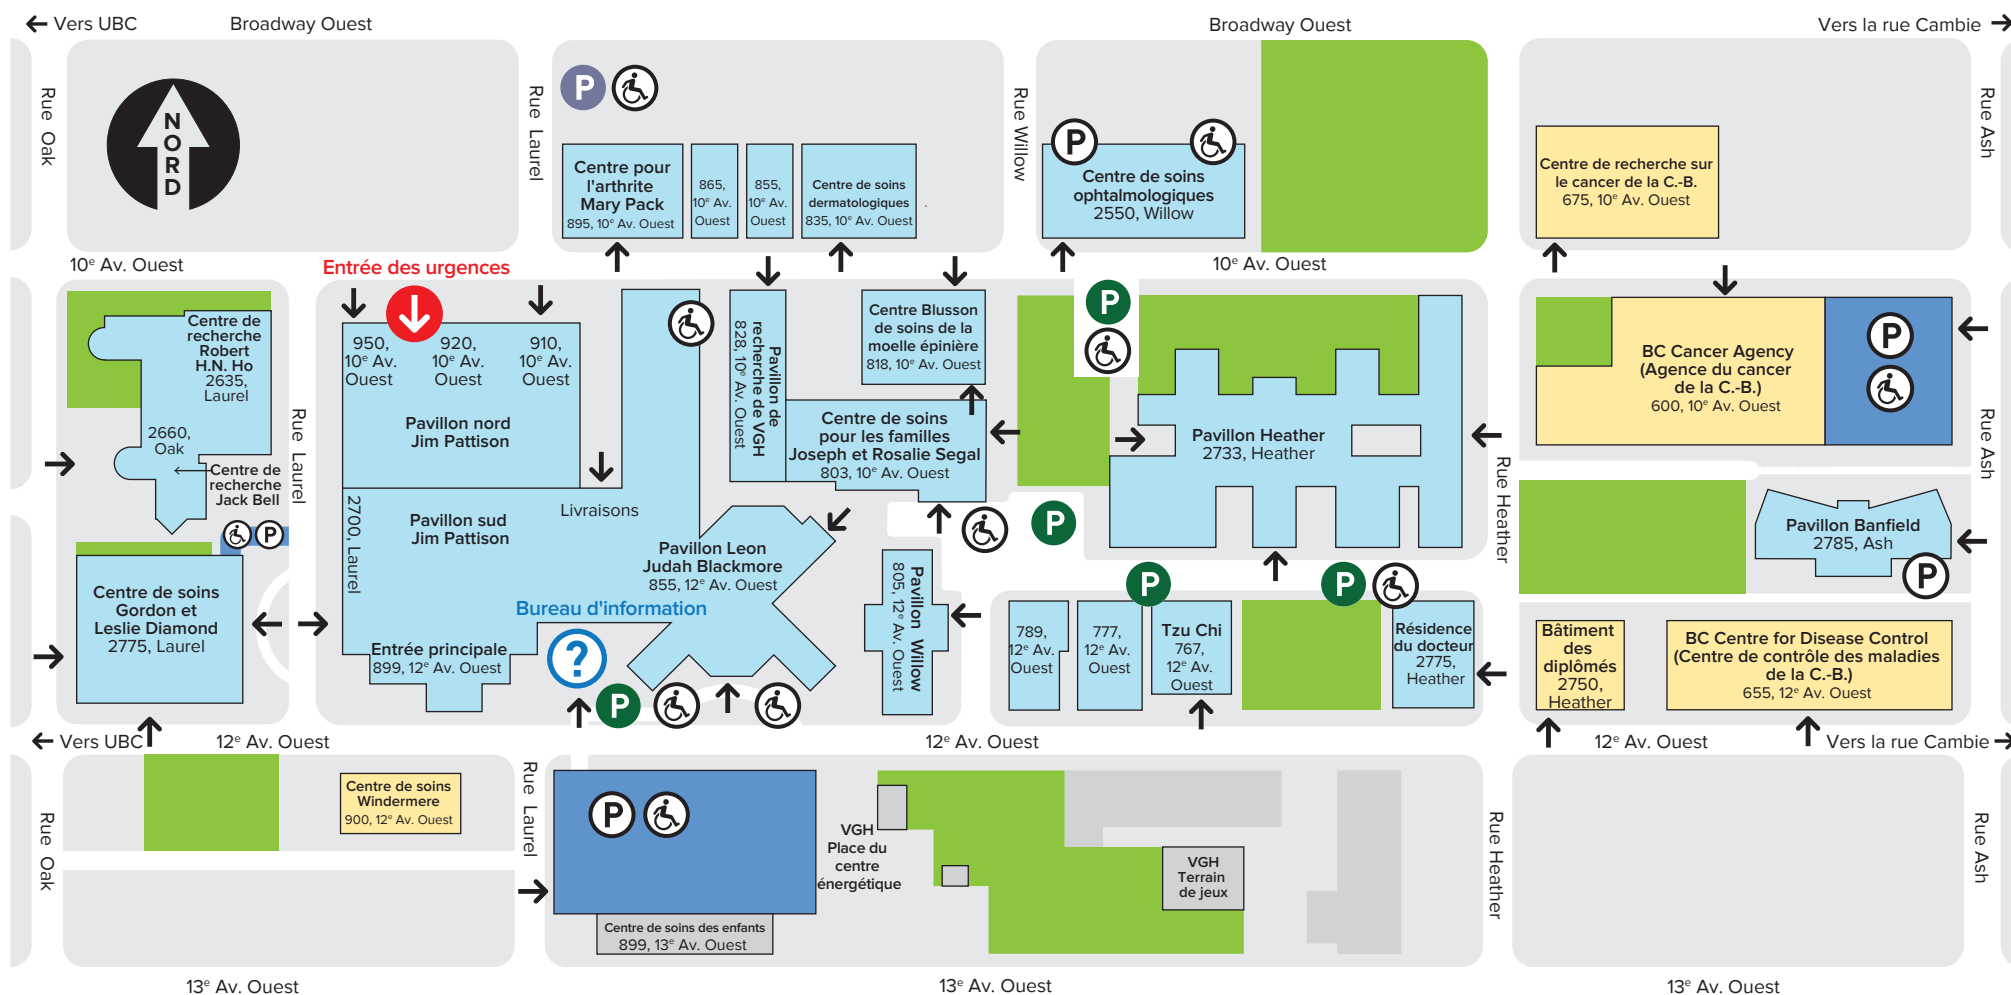 ← Vers UBC
Broadway Ouest
Broadway Ouest
Vers la rue Cambie →
Rue Oak
NORD
Rue Laurel
P
Rue Willow
P
Rue Ash
Centre pour
l'arthrite
Mary Pack
895, 10e Av. Ouest
865,
10e Av.
Ouest
855,
10e Av.
Ouest
Centre de soins
dermatologiques
835, 10e Av. Ouest
Centre de soins
ophtalmologiques
2550, Willow
Centre de recherche sur
le cancer de la C.-B.
675, 10e Av. Ouest
10e Av. Ouest
Entrée des urgences
10e Av. Ouest
Centre de
recherche
Robert
H.N. Ho
2635,
Laurel
2660,
Oak
Centre de
recherche
Jack Bell
P
Rue Laurel
950,
10e Av.
Ouest
920,
10e Av.
Ouest
910,
10e Av.
Ouest
Pavillon nord
Jim Pattison
2700, Laurel
Pavillon sud
Jim Pattison
Livraisons
Pavillon de
recherche de VGH
828, 10e Av. Ouest
Centre Blusson
de soins de la
moelle épinière
818, 10e Av. Ouest
Centre de soins
pour les familles
Joseph et Rosalie Segal
803, 10e Av. Ouest
P
P
Pavillon Heather
2733, Heather
Rue Heather
BC Cancer Agency
(Agence du cancer
de la C.-B.)
600, 10e Av. Ouest
P
Rue Ash
Pavillon Banfield
2785, Ash
P
Centre de soins
Gordon et
Leslie Diamond
2775, Laurel
Pavillon Leon
Judah Blackmore
855, 12e Av. Ouest
Bureau d'information
?
Entrée principale
899, 12e Av. Ouest
P
Pavillon Willow
805, 12e Av. Ouest
P
P
789,
12e Av.
Ouest
777,
12e Av.
Ouest
Tzu Chi
767,
12e Av.
Ouest
Résidence
du docteur
2775,
Heather
Bâtiment
des
diplômés
2750,
Heather
BC Centre for Disease Control
(Centre de contrôle des maladies
de la C.-B.)
655, 12e Av. Ouest
← Vers UBC
12e Av. Ouest
12e Av. Ouest
12e Av. Ouest
Vers la rue Cambie →
Rue Oak
Centre de soins
Windermere
900, 12e Av. Ouest
Rue Laurel
P
VGH
Place du
centre
énergétique
VGH
Terrain
de jeux
Rue Heather
Rue Ash
Centre de soins des enfants
899, 13e Av. Ouest
13e Av. Ouest
13e Av. Ouest
13e Av. Ouest